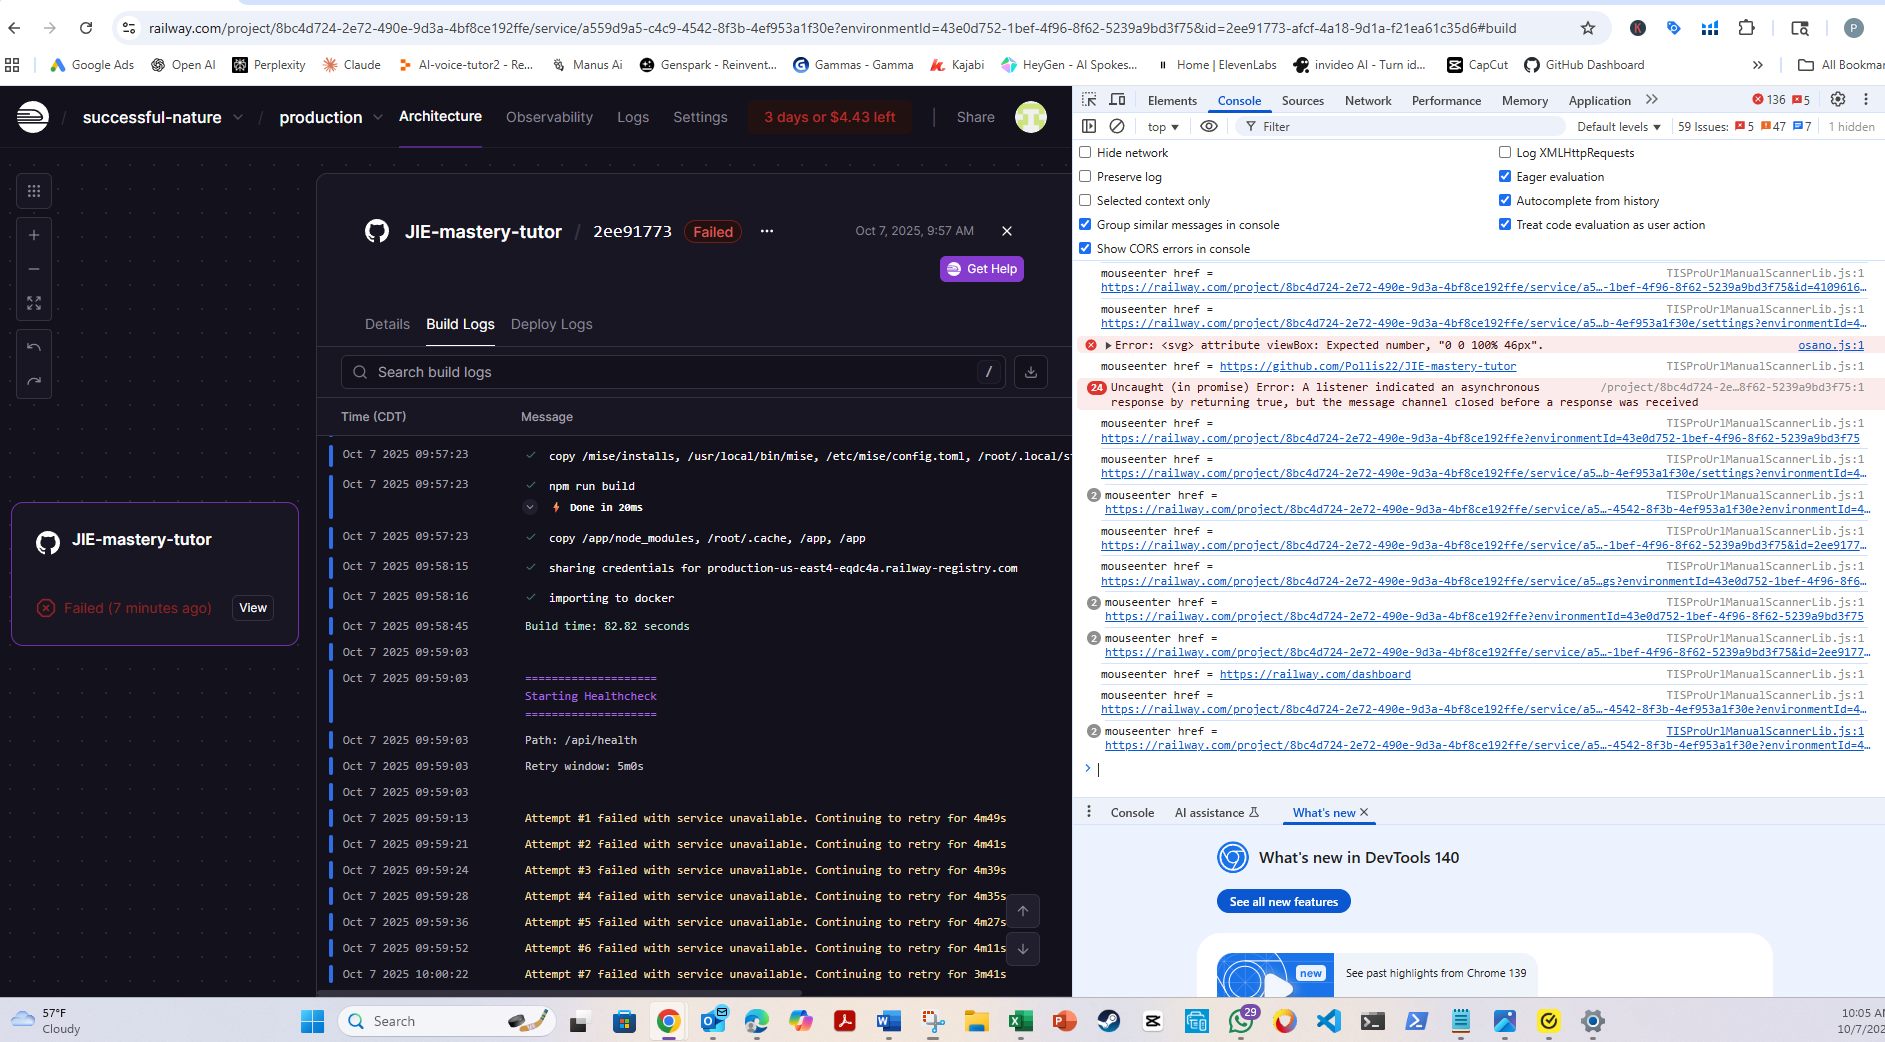 railway.com/project/8bc4d724-2e72-490e-9d3a-4bf8ce192ffe/service/a559d9a5-c4c9-4542-8f3b-4ef953a1f30e?environmentId=43e0d752-1bef-4f96-8f62-5239a9bd3f75&id=2ee91773-afcf-4a18-9d1a-f21ea61c35d6#build
K
P
Google Ads
Open AI
Perplexity
Claude
AI-voice-tutor2 - Re...
Manus Ai
Genspark - Reinvent...
Gammas - Gamma
Kajabi
HeyGen - AI Spokes...
Home | ElevenLabs
invideo AI - Turn id...
CapCut
GitHub Dashboard
»
All Bookmar
/ successful-nature / production
Architecture
Observability
Logs
Settings
3 days or $4.43 left
Share
JIE-mastery-tutor
Failed (7 minutes ago)
View
JIE-mastery-tutor / 2ee91773 Failed ...
Oct 7, 2025, 9:57 AM
Get Help
Details
Build Logs
Deploy Logs
Search build logs
/
Time (CDT) Message
Oct 7 2025 09:57:23 copy /mise/installs, /usr/local/bin/mise, /etc/mise/config.toml, /root/.local/s
Oct 7 2025 09:57:23 npm run build
Done in 20ms
Oct 7 2025 09:57:23 copy /app/node_modules, /root/.cache, /app, /app
Oct 7 2025 09:58:15 sharing credentials for production-us-east4-eqdc4a.railway-registry.com
Oct 7 2025 09:58:16 importing to docker
Oct 7 2025 09:58:45 Build time: 82.82 seconds
Oct 7 2025 09:59:03
Oct 7 2025 09:59:03 ====================
Starting Healthcheck
====================
Oct 7 2025 09:59:03 Path: /api/health
Oct 7 2025 09:59:03 Retry window: 5m0s
Oct 7 2025 09:59:03
Oct 7 2025 09:59:13 Attempt #1 failed with service unavailable. Continuing to retry for 4m49s
Oct 7 2025 09:59:21 Attempt #2 failed with service unavailable. Continuing to retry for 4m41s
Oct 7 2025 09:59:24 Attempt #3 failed with service unavailable. Continuing to retry for 4m39s
Oct 7 2025 09:59:28 Attempt #4 failed with service unavailable. Continuing to retry for 4m35s
Oct 7 2025 09:59:36 Attempt #5 failed with service unavailable. Continuing to retry for 4m27s
Oct 7 2025 09:59:52 Attempt #6 failed with service unavailable. Continuing to retry for 4m11s
Oct 7 2025 10:00:22 Attempt #7 failed with service unavailable. Continuing to retry for 3m41s
Elements
Console
Sources
Network
Performance
Memory
Application
136
5
top
Filter
Default levels
59 Issues: 5 47 7
1 hidden
Hide network
Log XMLHttpRequests
Preserve log
Eager evaluation
Selected context only
Autocomplete from history
Group similar messages in console
Treat code evaluation as user action
Show CORS errors in console
mouseenter href = TISProUrlManualScannerLib.js:1
https://railway.com/project/8bc4d724-2e72-490e-9d3a-4bf8ce192ffe/service/a5…-1bef-4f96-8f62-5239a9bd3f75&id=4109616…
mouseenter href = TISProUrlManualScannerLib.js:1
https://railway.com/project/8bc4d724-2e72-490e-9d3a-4bf8ce192ffe/service/a5…b-4ef953a1f30e/settings?environmentId=4…
Error: <svg> attribute viewBox: Expected number, "0 0 100% 46px". osano.js:1
mouseenter href = https://github.com/Pollis22/JIE-mastery-tutor TISProUrlManualScannerLib.js:1
24 Uncaught (in promise) Error: A listener indicated an asynchronous /project/8bc4d724-2e…8f62-5239a9bd3f75:1
response by returning true, but the message channel closed before a response was received
mouseenter href = TISProUrlManualScannerLib.js:1
https://railway.com/project/8bc4d724-2e72-490e-9d3a-4bf8ce192ffe?environmentId=43e0d752-1bef-4f96-8f62-5239a9bd3f75
mouseenter href = TISProUrlManualScannerLib.js:1
https://railway.com/project/8bc4d724-2e72-490e-9d3a-4bf8ce192ffe/service/a5…b-4ef953a1f30e/settings?environmentId=4…
2 mouseenter href = TISProUrlManualScannerLib.js:1
https://railway.com/project/8bc4d724-2e72-490e-9d3a-4bf8ce192ffe/service/a5…-4542-8f3b-4ef953a1f30e?environmentId=4…
mouseenter href = TISProUrlManualScannerLib.js:1
https://railway.com/project/8bc4d724-2e72-490e-9d3a-4bf8ce192ffe/service/a5…-1bef-4f96-8f62-5239a9bd3f75&id=2ee9177…
mouseenter href = TISProUrlManualScannerLib.js:1
https://railway.com/project/8bc4d724-2e72-490e-9d3a-4bf8ce192ffe/service/a5…gs?environmentId=43e0d752-1bef-4f96-8f6…
2 mouseenter href = TISProUrlManualScannerLib.js:1
https://railway.com/project/8bc4d724-2e72-490e-9d3a-4bf8ce192ffe?environmentId=43e0d752-1bef-4f96-8f62-5239a9bd3f75
2 mouseenter href = TISProUrlManualScannerLib.js:1
https://railway.com/project/8bc4d724-2e72-490e-9d3a-4bf8ce192ffe/service/a5…-1bef-4f96-8f62-5239a9bd3f75&id=2ee9177…
mouseenter href = https://railway.com/dashboard TISProUrlManualScannerLib.js:1
mouseenter href = TISProUrlManualScannerLib.js:1
https://railway.com/project/8bc4d724-2e72-490e-9d3a-4bf8ce192ffe/service/a5…-4542-8f3b-4ef953a1f30e?environmentId=4…
2 mouseenter href = TISProUrlManualScannerLib.js:1
https://railway.com/project/8bc4d724-2e72-490e-9d3a-4bf8ce192ffe/service/a5…-4542-8f3b-4ef953a1f30e?environmentId=4…
Console
AI assistance
What's new
What's new in DevTools 140
See all new features
new
See past highlights from Chrome 139
57°F
Cloudy
Search
29
10:05 A
10/7/202